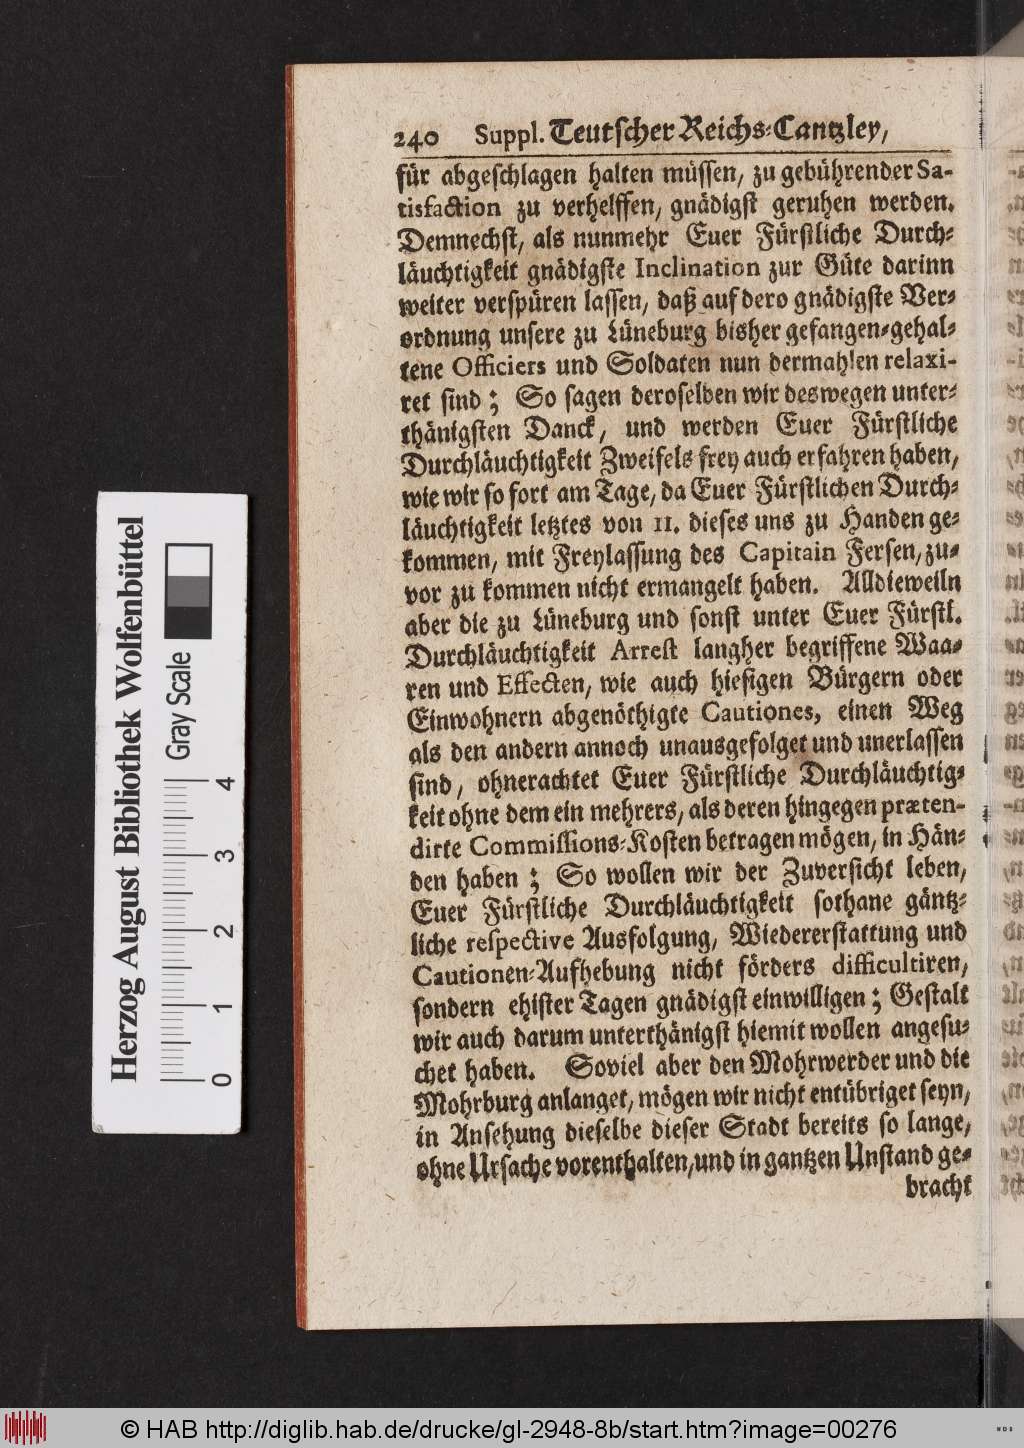 240 Suppl. Teutſcher Reichs-Cantzley,
für abgeſchlagen halten müſſen, zu gebührender Sa-
tisfaction zu verhelffen, gnädigſt geruhen werden.
Demnechſt, als nunmehr Euer Fürſtliche Durch-
läuchtigkeit gnädigſte Inclination zur Güte darinn
weiter verſpüren laſſen, daß auf dero gnädigſte Ver-
ordnung unſere zu Lüneburg bisher gefangen-gehal-
tene Officiers und Soldaten nun dermahlen relaxi-
ret ſind; So ſagen deroſelben wir deswegen unter-
thänigſten Danck, und werden Euer Fürſtliche
Durchläuchtigkeit Zweifels frey auch erfahren haben,
wie wir ſo fort am Tage, da Euer Fürſtlichen Durch-
läuchtigkeit letztes von 11. dieſes uns zu Handen ge-
kommen, mit Freylaſſung des Capitain Ferſen, zu-
vor zu kommen nicht ermangelt haben. Alldieweiln
aber die zu Lüneburg und ſonſt unter Euer Fürſtl.
Durchläuchtigkeit Arreſt langher begriffene Waa-
ren und Effecten, wie auch hieſigen Bürgern oder
Einwohnern abgenöthigte Cautiones, einen Weg
als den andern annoch unausgefolget und unerlaſſen
ſind, ohnerachtet Euer Fürſtliche Durchläuchtig-
keit ohne dem ein mehrers, als deren hingegen præten-
dirte Commiſſions-Koſten betragen mögen, in Hän-
den haben; So wollen wir der Zuverſicht leben,
Euer Fürſtliche Durchläuchtigkeit ſothane gäntz-
liche reſpective Ausfolgung, Wiedererſtattung und
Cautionen-Aufhebung nicht förders difficultiren,
ſondern ehiſter Tagen gnädigſt einwilligen; Geſtalt
wir auch darum unterthänigſt hiemit wollen angeſu-
chet haben. Soviel aber den Mohrwerder und die
Mohrburg anlanget, mögen wir nicht entübriget ſeyn,
in Anſehung dieſelbe dieſer Stadt bereits ſo lange,
ohne Urſache vorenthalten, und in gantzen Unſtand ge-
bracht
Herzog August Bibliothek Wolfenbüttel
Gray Scale
0 1 2 3 4
© HAB http://diglib.hab.de/drucke/gl-2948-8b/start.htm?image=00276